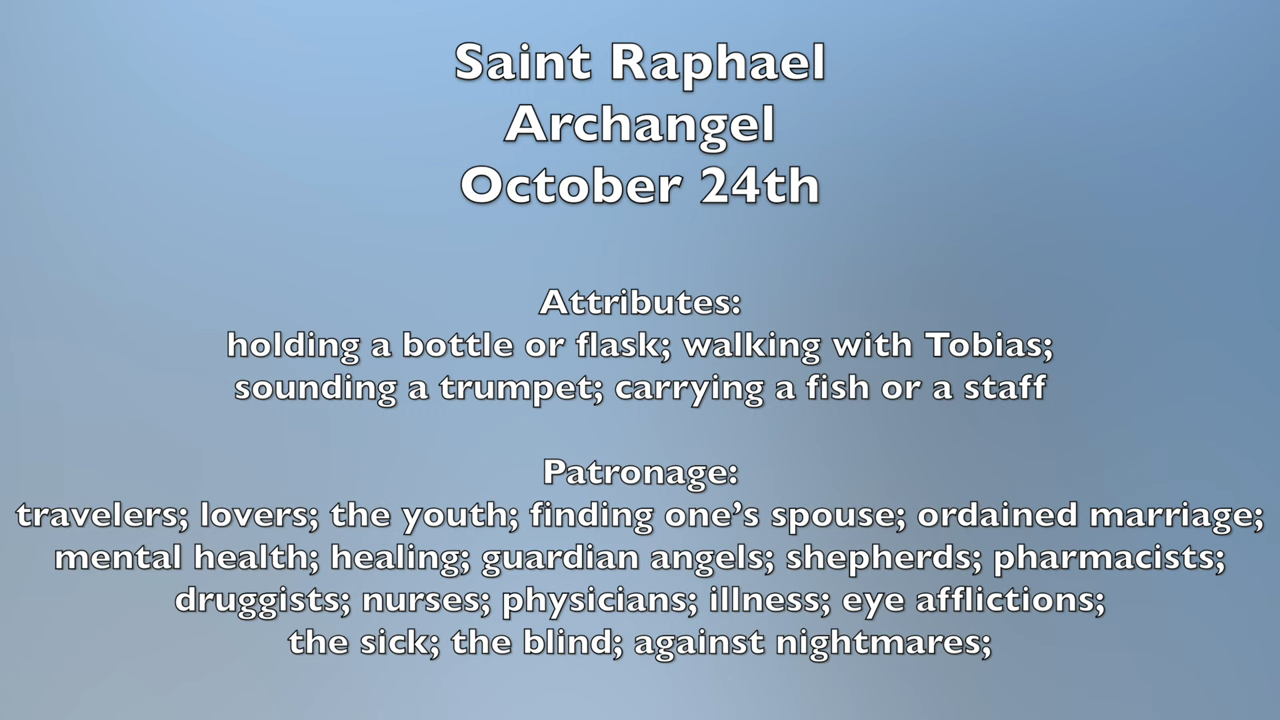 Saint Raphael
Archangel
October 24th
Attributes:
holding a bottle or flask; walking with Tobias;
sounding a trumpet; carrying a fish or a staff
Patronage:
travelers; lovers; the youth; finding one’s spouse; ordained marriage;
mental health; healing; guardian angels; shepherds; pharmacists;
druggists; nurses; physicians; illness; eye afflictions;
the sick; the blind; against nightmares;